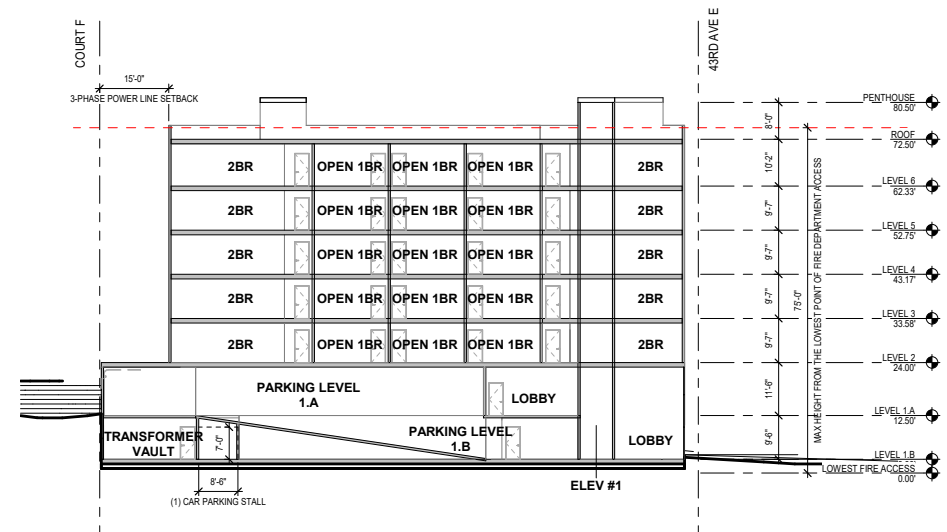 COURT F
43RD AVE E
15'-0"
3-PHASE POWER LINE SETBACK
PENTHOUSE
80.50'
8'-0"
ROOF
72.50'
10'-2"
2BR OPEN 1BR OPEN 1BR OPEN 1BR 2BR
LEVEL 6
62.33'
9'-7"
2BR OPEN 1BR OPEN 1BR OPEN 1BR 2BR
LEVEL 5
52.75'
9'-7"
2BR OPEN 1BR OPEN 1BR OPEN 1BR 2BR
LEVEL 4
43.17'
9'-7"
2BR OPEN 1BR OPEN 1BR OPEN 1BR 2BR
LEVEL 3
33.58'
9'-7"
2BR OPEN 1BR OPEN 1BR OPEN 1BR 2BR
LEVEL 2
24.00'
75'-0"
MAX HEIGHT FROM THE LOWEST POINT OF FIRE DEPARTMENT ACCESS
11'-6"
PARKING LEVEL
1.A
LOBBY
LEVEL 1.A
12.50'
9'-6"
TRANSFORMER
VAULT
7'-0"
PARKING LEVEL
1.B
LOBBY
LEVEL 1.B
LOWEST FIRE ACCESS
0.00'
8'-6"
(1) CAR PARKING STALL
ELEV #1